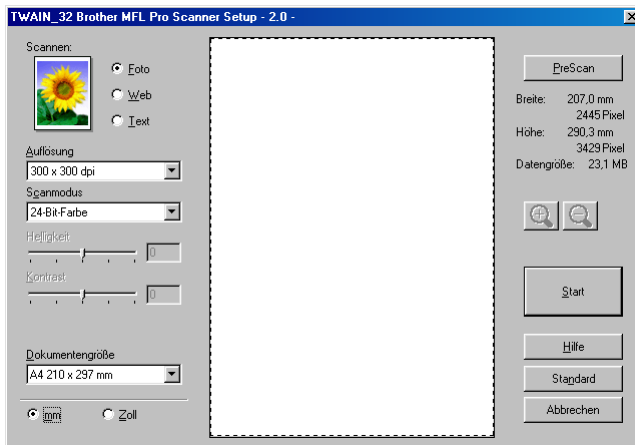 TWAIN_32 Brother MFL Pro Scanner Setup - 2.0 -
Scannen:
Foto
Web
Text
Auflösung
300 x 300 dpi
Scanmodus
24-Bit-Farbe
Helligkeit
0
Kontrast
0
Dokumentengröße
A4 210 x 297 mm
mm
Zoll
PreScan
Breite: 207,0 mm
2445 Pixel
Höhe: 290,3 mm
3429 Pixel
Datengröße: 23,1 MB
Start
Hilfe
Standard
Abbrechen